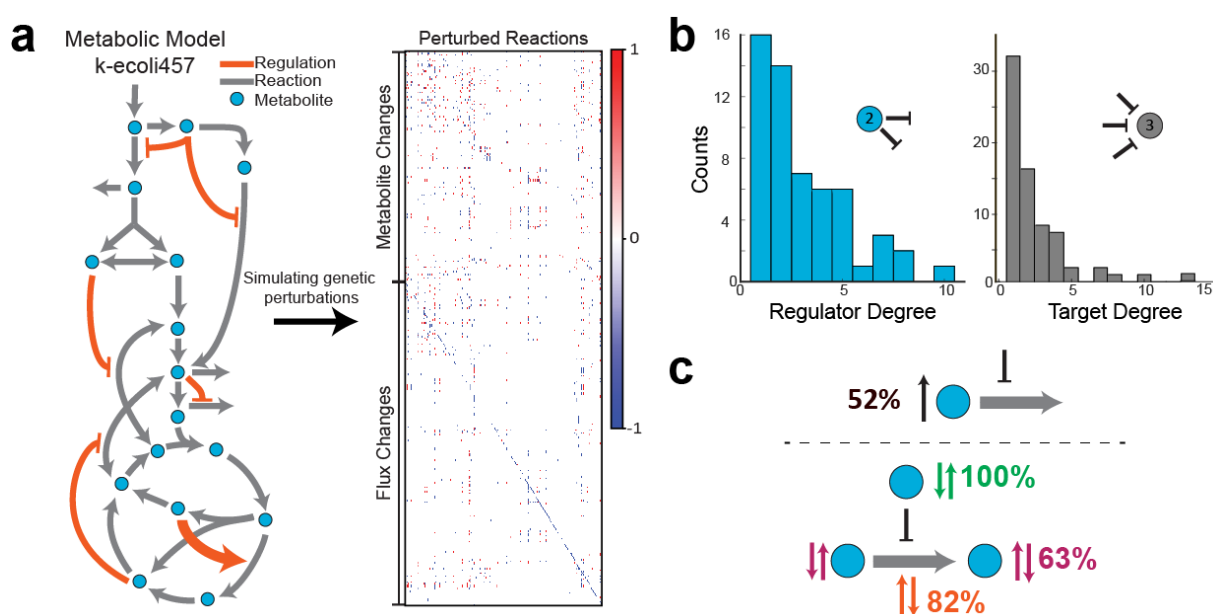 a
Metabolic Model
k-ecoli457
Regulation
Reaction
Metabolite
Simulating genetic
perturbations
Perturbed Reactions
Metabolite Changes
Flux Changes
1
0
-1
b
Counts
16
12
8
4
0
0
5
10
Regulator Degree
2
30
20
10
0
0
5
10
15
Target Degree
3
c
52%
100%
63%
82%